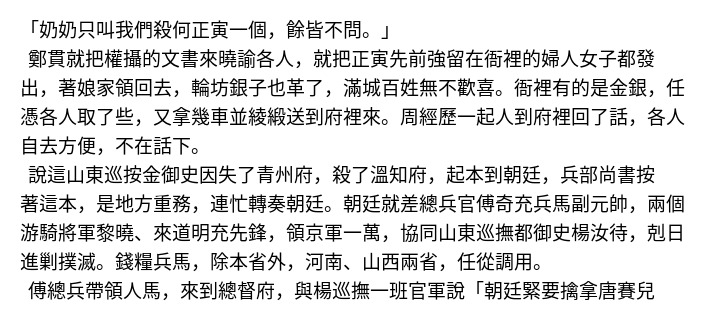 「奶奶只叫我們殺何正寅一個，餘皆不問。」
鄭貫就把權攝的文書來曉諭各人，就把正寅先前強留在衙裡的婦人女子都發
出，著娘家領回去，輪坊銀子也革了，滿城百姓無不歡喜。衙裡有的是金銀，任
憑各人取了些，又拿幾車並綾緞送到府裡來。周經歷一起人到府裡回了話，各人
自去方便，不在話下。
說這山東巡按金御史因失了青州府，殺了溫知府，起本到朝廷，兵部尚書按
著這本，是地方重務，連忙轉奏朝廷。朝廷就差總兵官傅奇充兵馬副元帥，兩個
游騎將軍黎曉、來道明充先鋒，領京軍一萬，協同山東巡撫都御史楊汝待，剋日
進剿撲滅。錢糧兵馬，除本省外，河南、山西兩省，任從調用。
傅總兵帶領人馬，來到總督府，與楊巡撫一班官軍說「朝廷緊要擒拿唐賽兒